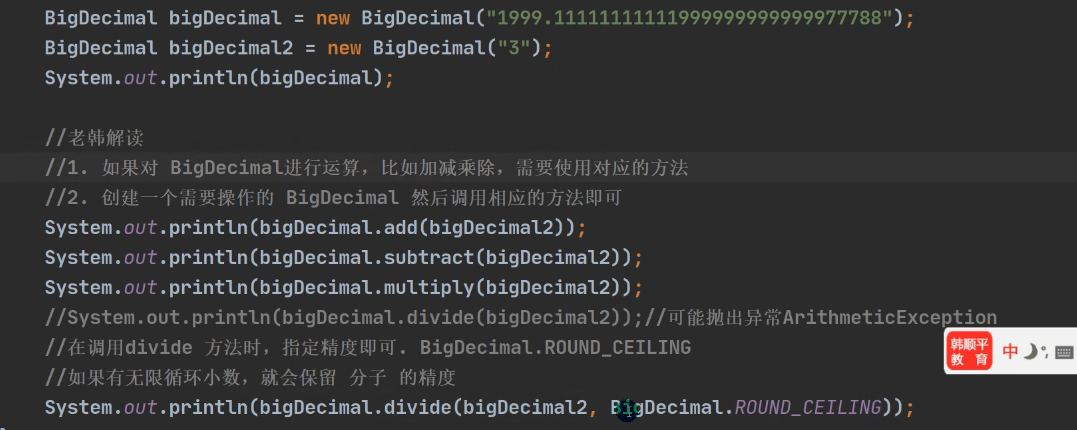 BigDecimal bigDecimal = new BigDecimal("1999.11111111111999999999999977788");
BigDecimal bigDecimal2 = new BigDecimal("3");
System.out.println(bigDecimal);
//老韩解读
//1. 如果对 BigDecimal进行运算，比如加减乘除，需要使用对应的方法
//2. 创建一个需要操作的 BigDecimal 然后调用相应的方法即可
System.out.println(bigDecimal.add(bigDecimal2));
System.out.println(bigDecimal.subtract(bigDecimal2));
System.out.println(bigDecimal.multiply(bigDecimal2));
//System.out.println(bigDecimal.divide(bigDecimal2));//可能抛出异常ArithmeticException
//在调用divide 方法时，指定精度即可. BigDecimal.ROUND_CEILING
//如果有无限循环小数，就会保留 分子 的精度
System.out.println(bigDecimal.divide(bigDecimal2, BigDecimal.ROUND_CEILING));
韩顺平
教 育
中